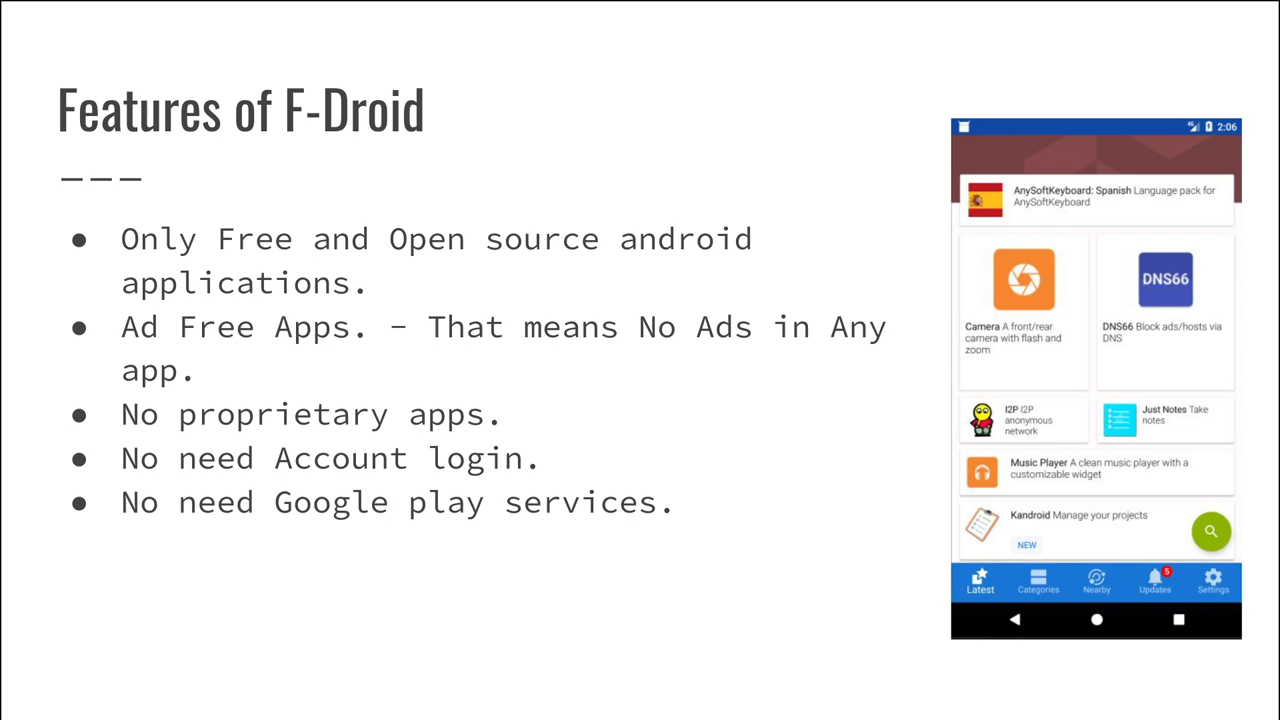 Features of F-Droid
———
● Only Free and Open source android
applications.
● Ad Free Apps. – That means No Ads in Any
app.
● No proprietary apps.
● No need Account login.
● No need Google play services.
4G 2:06
AnySoftKeyboard: Spanish Language pack for
AnySoftKeyboard
DNS66
Camera A front/rear
camera with flash and
zoom
DNS66 Block ads/hosts via
DNS
I2P I2P
anonymous
network
Just Notes Take
notes
Music Player A clean music player with a
customizable widget
Kandroid Manage your projects
NEW
5
Latest Categories Nearby Updates Settings